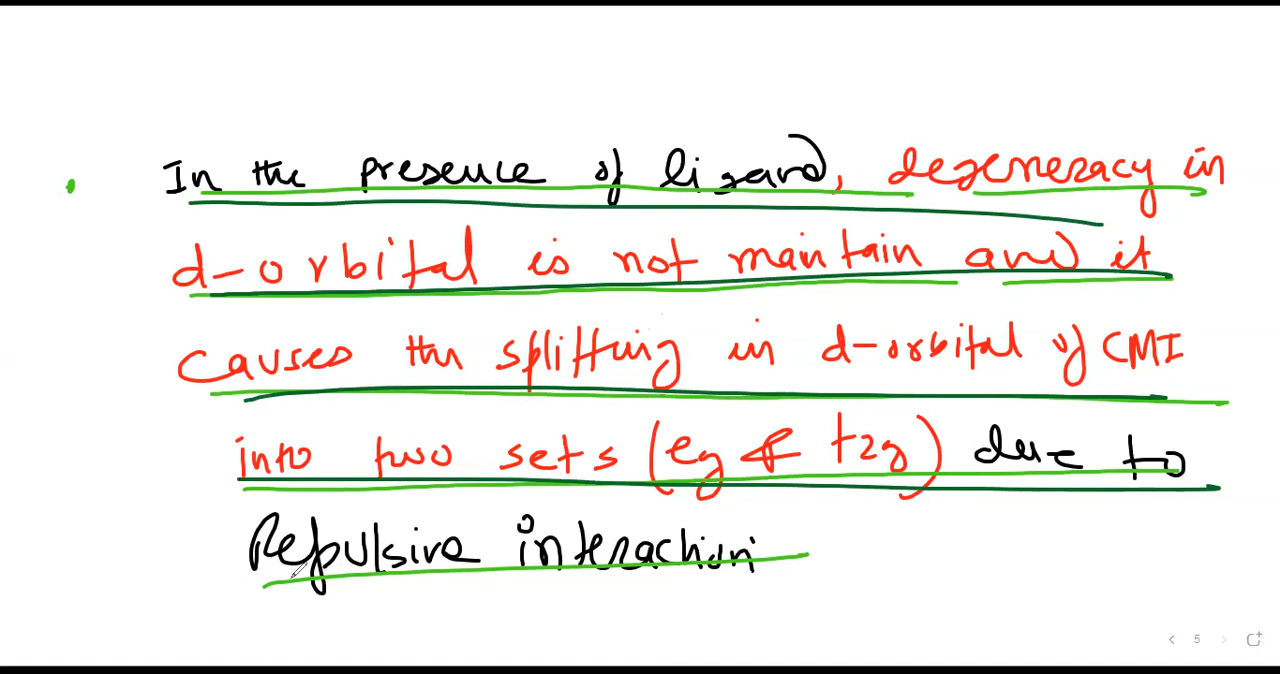 In the presence of ligand, degeneracy in
d-orbital is not maintain and it
causes the splitting in d-orbital of CMI
into two sets (eg & t2g) due to
Repulsive interaction
5